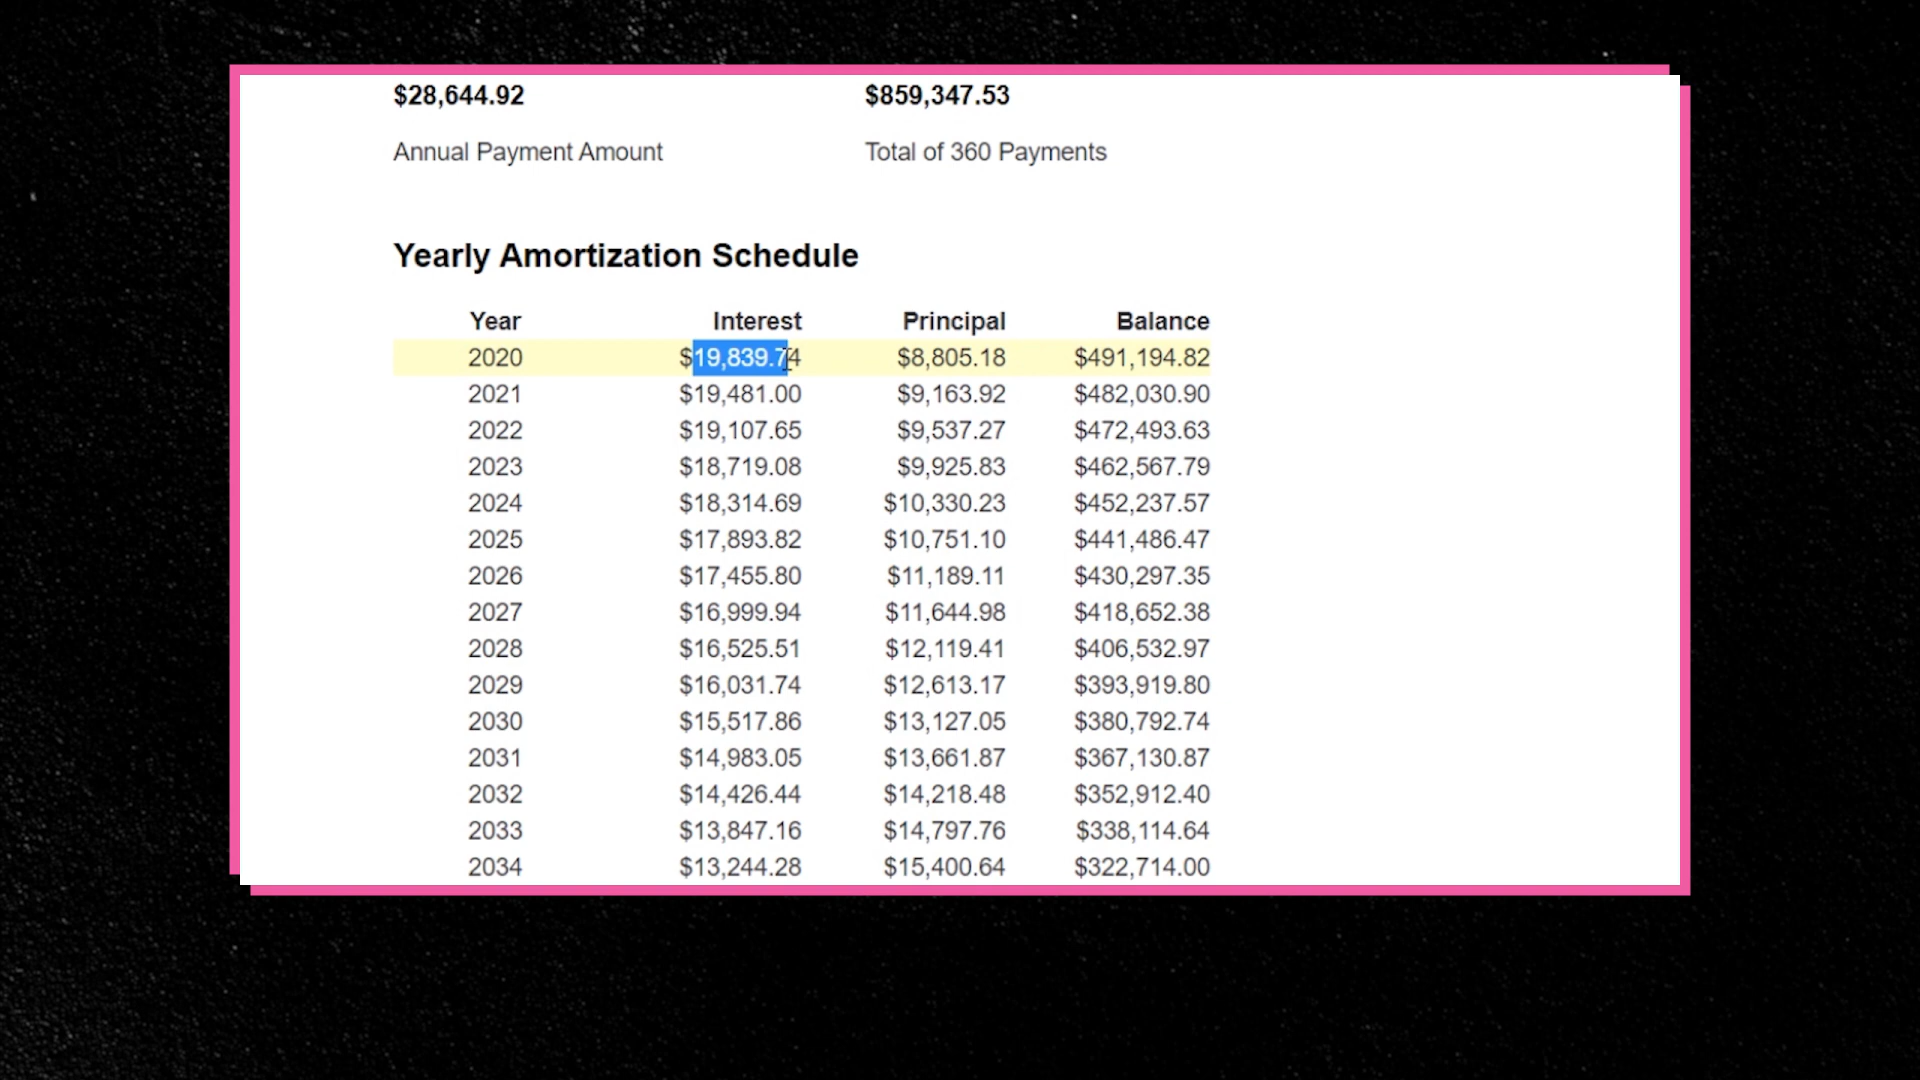 $28,644.92 $859,347.53
Annual Payment Amount Total of 360 Payments
Yearly Amortization Schedule
Year Interest Principal Balance
2020 $19,839.74 $8,805.18 $491,194.82
2021 $19,481.00 $9,163.92 $482,030.90
2022 $19,107.65 $9,537.27 $472,493.63
2023 $18,719.08 $9,925.83 $462,567.79
2024 $18,314.69 $10,330.23 $452,237.57
2025 $17,893.82 $10,751.10 $441,486.47
2026 $17,455.80 $11,189.11 $430,297.35
2027 $16,999.94 $11,644.98 $418,652.38
2028 $16,525.51 $12,119.41 $406,532.97
2029 $16,031.74 $12,613.17 $393,919.80
2030 $15,517.86 $13,127.05 $380,792.74
2031 $14,983.05 $13,661.87 $367,130.87
2032 $14,426.44 $14,218.48 $352,912.40
2033 $13,847.16 $14,797.76 $338,114.64
2034 $13,244.28 $15,400.64 $322,714.00